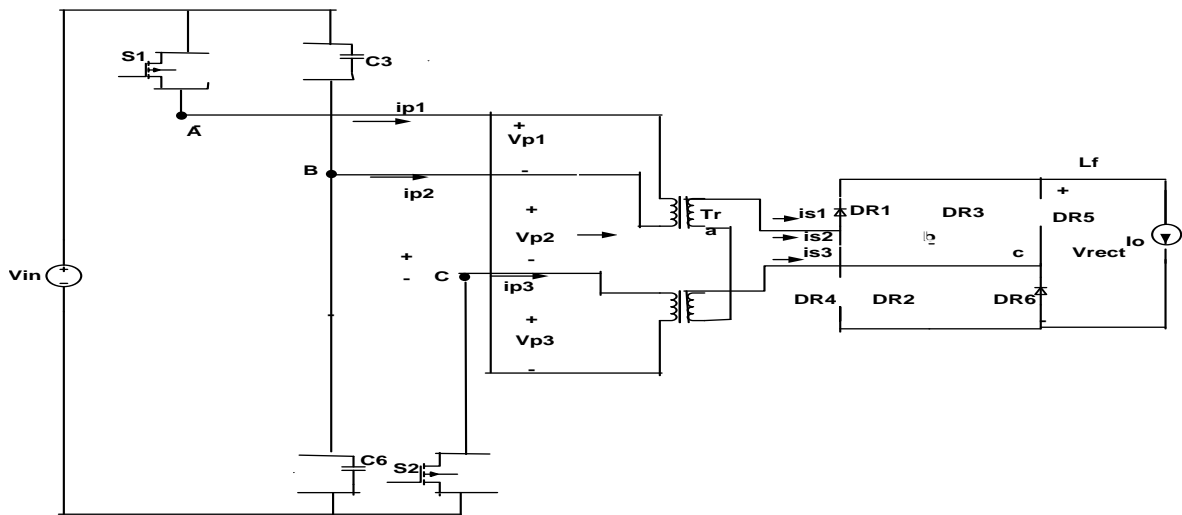 S1
C3
A
ip1
+
Vp1
-
B
ip2
Lf
+
Tr
a
is1
DR1
DR3
DR5
+
Vp2
is2
Io
Vin
+
-
+
-
-
C
is3
c
Vrect
ip3
DR4
DR2
DR6
+
Vp3
-
-
C6
S2